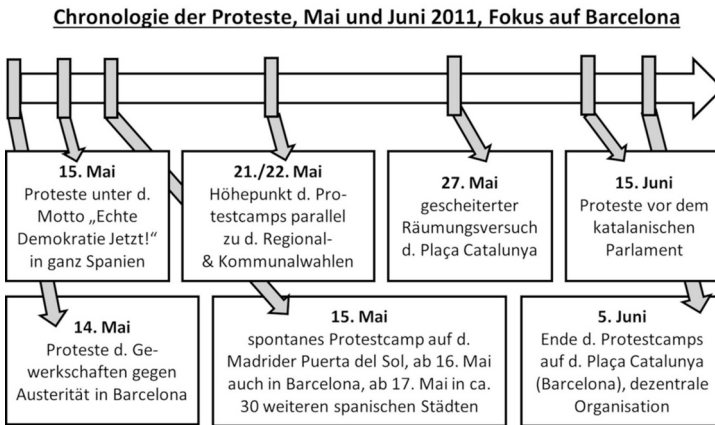 Chronologie der Proteste, Mai und Juni 2011, Fokus auf Barcelona
15. Mai
Proteste unter d.
Motto „Echte
Demokratie Jetzt!“
in ganz Spanien
21./22. Mai
Höhepunkt d. Pro-
testcamps parallel
zu d. Regional-
& Kommunalwahlen
27. Mai
gescheiterter
Räumungsversuch
d. Plaça Catalunya
15. Juni
Proteste vor dem
katalanischen
Parlament
14. Mai
Proteste d. Ge-
werkschaften gegen
Austerität in Barcelona
15. Mai
spontanes Protestcamp auf d.
Madrider Puerta del Sol, ab 16. Mai
auch in Barcelona, ab 17. Mai in ca.
30 weiteren spanischen Städten
5. Juni
Ende d. Protestcamps
auf d. Plaça Catalunya
(Barcelona), dezentrale
Organisation